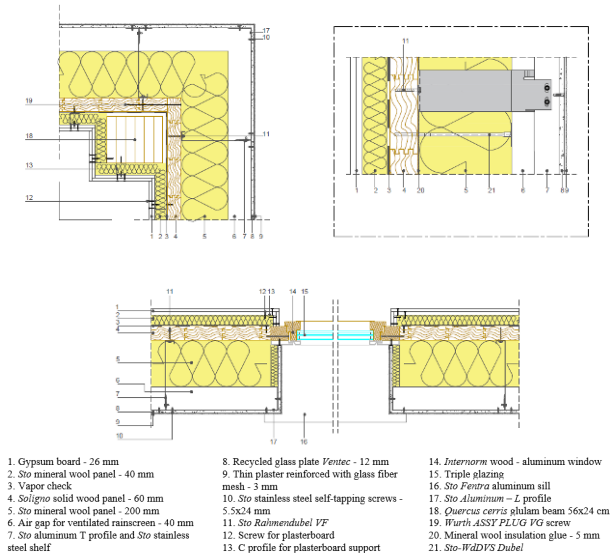 17
10
19
11
18
13
12
1 2 3 4 5 6 7 8 9
11
1 2 3 4 20 5 21 6 7 8 9
11 12 13 14 15
1
2
3
4
5
6
7
8
9
10 17 16
1. Gypsum board - 26 mm
2. Sto mineral wool panel - 40 mm
3. Vapor check
4. Soligno solid wood panel - 60 mm
5. Sto mineral wool panel - 200 mm
6. Air gap for ventilated rainscreen - 40 mm
7. Sto aluminum T profile and Sto stainless
steel shelf
8. Recycled glass plate Ventec - 12 mm
9. Thin plaster reinforced with glass fiber
mesh - 3 mm
10. Sto stainless steel self-tapping screws -
5.5x24 mm
11. Sto Rahmendubel VF
12. Screw for plasterboard
13. C profile for plasterboard support
14. Internorm wood - aluminum window
15. Triple glazing
16. Sto Fentra aluminum sill
17. Sto Aluminum – L profile
18. Quercus cerris glulam beam 56x24 cm
19. Wurth ASSY PLUG VG screw
20. Mineral wool insulation glue - 5 mm
21. Sto-WdDVS Dubel